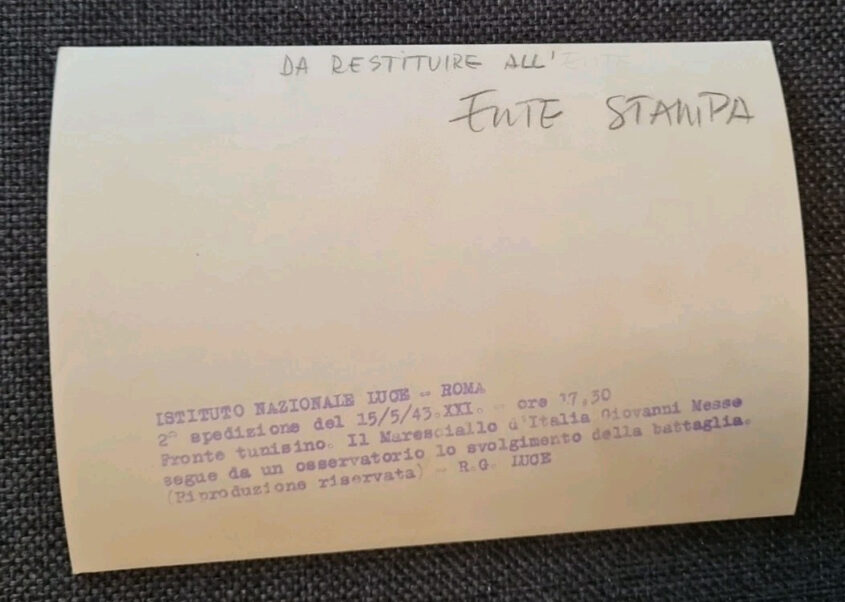 DA RESTITUIRE ALL' ENTE
ENTE STAMPA
ISTITUTO NAZIONALE LUCE - ROMA
2° spedizione del 15/5/43.XXI. - ore 17,30
Fronte tunisino. Il Maresciallo d'Italia Giovanni Messe
segue da un osservatorio lo svolgimento della battaglia.
(Riproduzione riservata) - R.G. LUCE